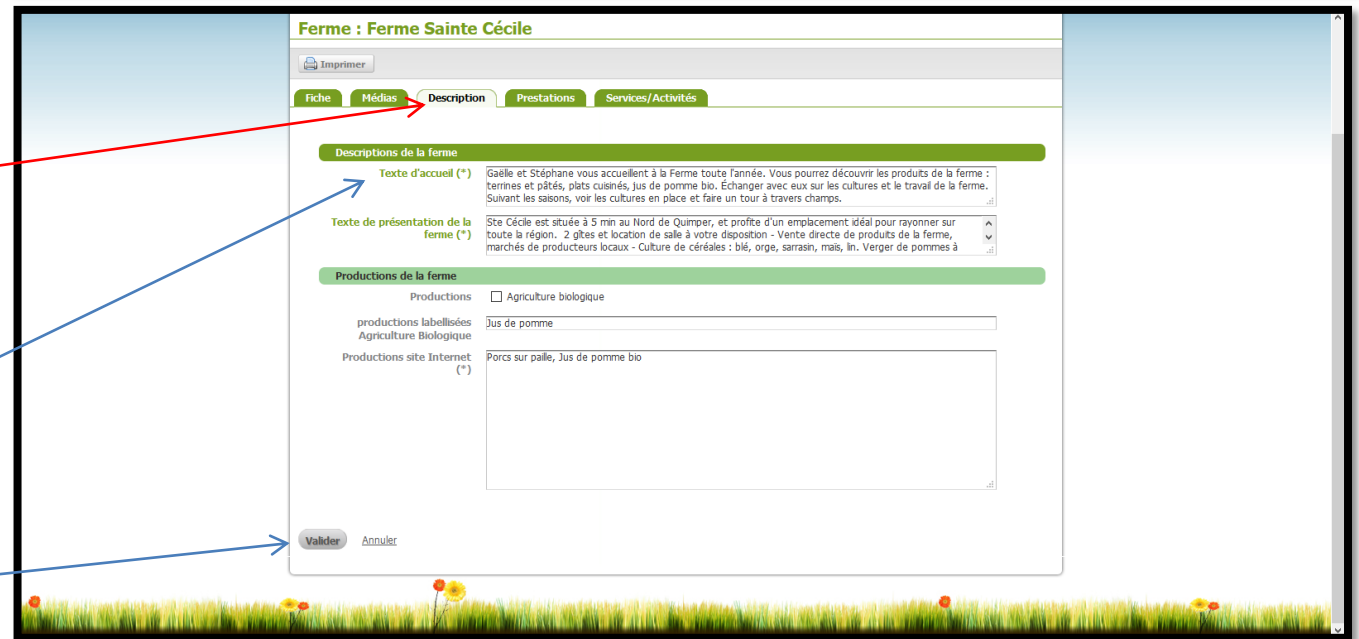 Ferme : Ferme Sainte Cécile
Imprimer
Fiche Médias Description Prestations Services/Activités
Descriptions de la ferme
Texte d'accueil (*)
Gaëlle et Stéphane vous accueillent à la Ferme toute l'année. Vous pourrez découvrir les produits de la ferme :
terrines et pâtés, plats cuisinés, jus de pomme bio. Échanger avec eux sur les cultures et le travail de la ferme.
Suivant les saisons, voir les cultures en place et faire un tour à travers champs.
Texte de présentation de la
ferme (*)
Ste Cécile est située à 5 min au Nord de Quimper, et profite d'un emplacement idéal pour rayonner sur
toute la région. 2 gîtes et location de salle à votre disposition - Vente directe de produits de la ferme,
marchés de producteurs locaux - Culture de céréales : blé, orge, sarrasin, maïs, lin. Verger de pommes à
Productions de la ferme
Productions
Agriculture biologique
productions labellisées
Agriculture Biologique
Jus de pomme
Productions site Internet
(*)
Porcs sur paille, Jus de pomme bio
Valider Annuler